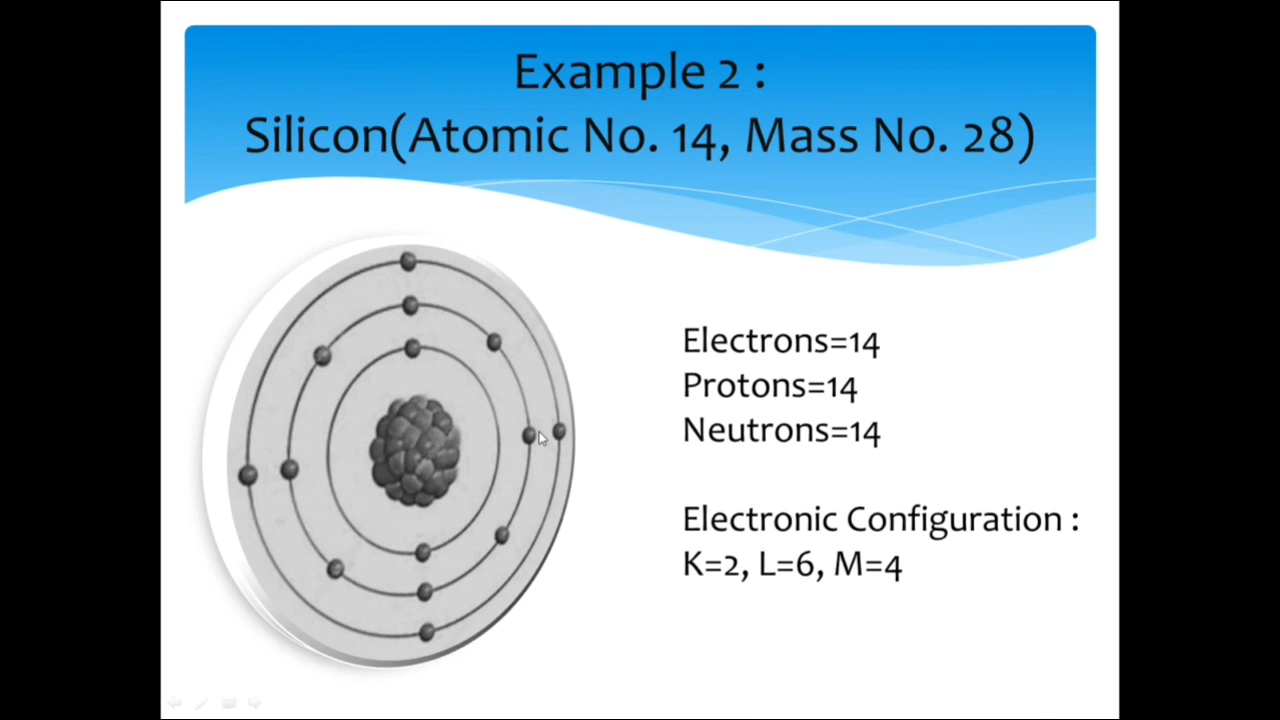 Example 2 :
Silicon(Atomic No. 14, Mass No. 28)
Electrons=14
Protons=14
Neutrons=14
Electronic Configuration :
K=2, L=6, M=4